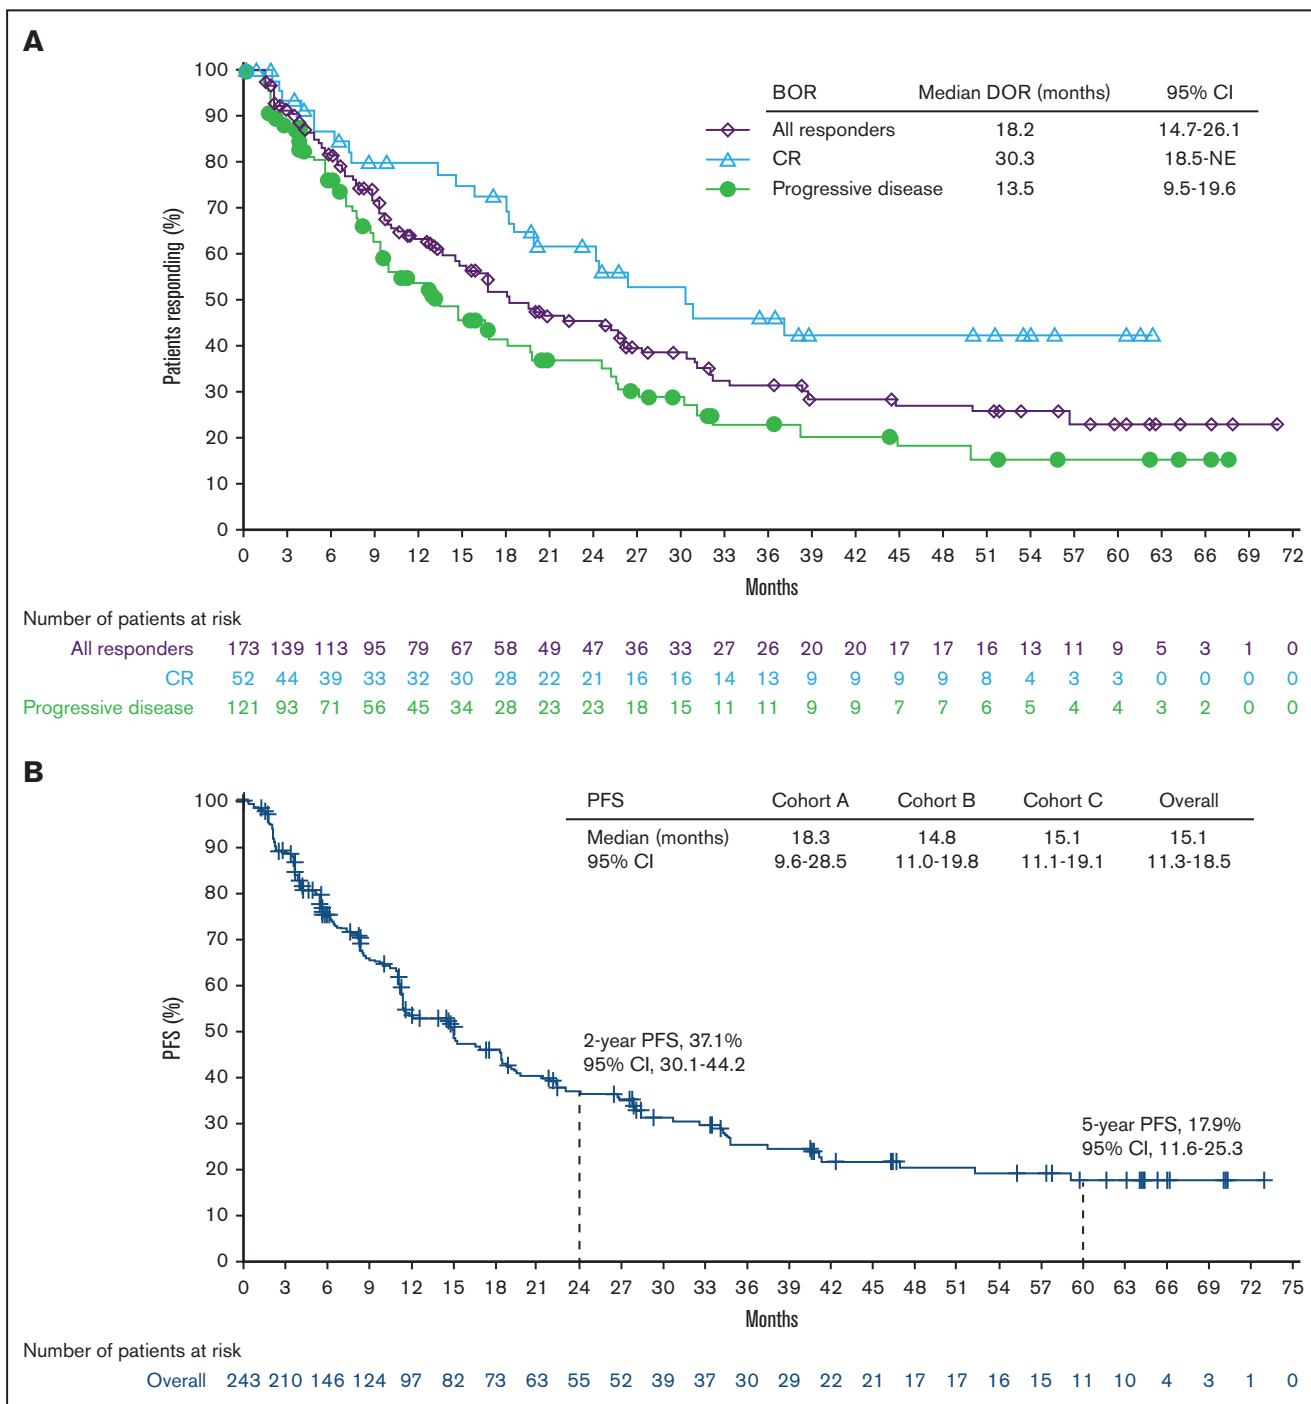 A
BOR Median DOR (months) 95% CI
All responders 18.2 14.7-26.1
CR 30.3 18.5-NE
Progressive disease 13.5 9.5-19.6
Patients responding (%)
100
90
80
70
60
50
40
30
20
10
0
0 3 6 9 12 15 18 21 24 27 30 33 36 39 42 45 48 51 54 57 60 63 66 69 72
Months
Number of patients at risk
All responders 173 139 113 95 79 67 58 49 47 36 33 27 26 20 20 17 17 16 13 11 9 5 3 1 0
CR 52 44 39 33 32 30 28 22 21 16 16 14 13 9 9 9 9 8 4 3 3 0 0 0 0
Progressive disease 121 93 71 56 45 34 28 23 23 18 15 11 11 9 9 7 7 6 5 4 4 3 2 0 0
B
PFS Cohort A Cohort B Cohort C Overall
Median (months) 18.3 14.8 15.1 15.1
95% CI 9.6-28.5 11.0-19.8 11.1-19.1 11.3-18.5
PFS (%)
100
90
80
70
60
50
40
30
20
10
0
2-year PFS, 37.1%
95% CI, 30.1-44.2
5-year PFS, 17.9%
95% CI, 11.6-25.3
0 3 6 9 12 15 18 21 24 27 30 33 36 39 42 45 48 51 54 57 60 63 66 69 72 75
Months
Number of patients at risk
Overall 243 210 146 124 97 82 73 63 55 52 39 37 30 29 22 21 17 17 16 15 11 10 4 3 1 0